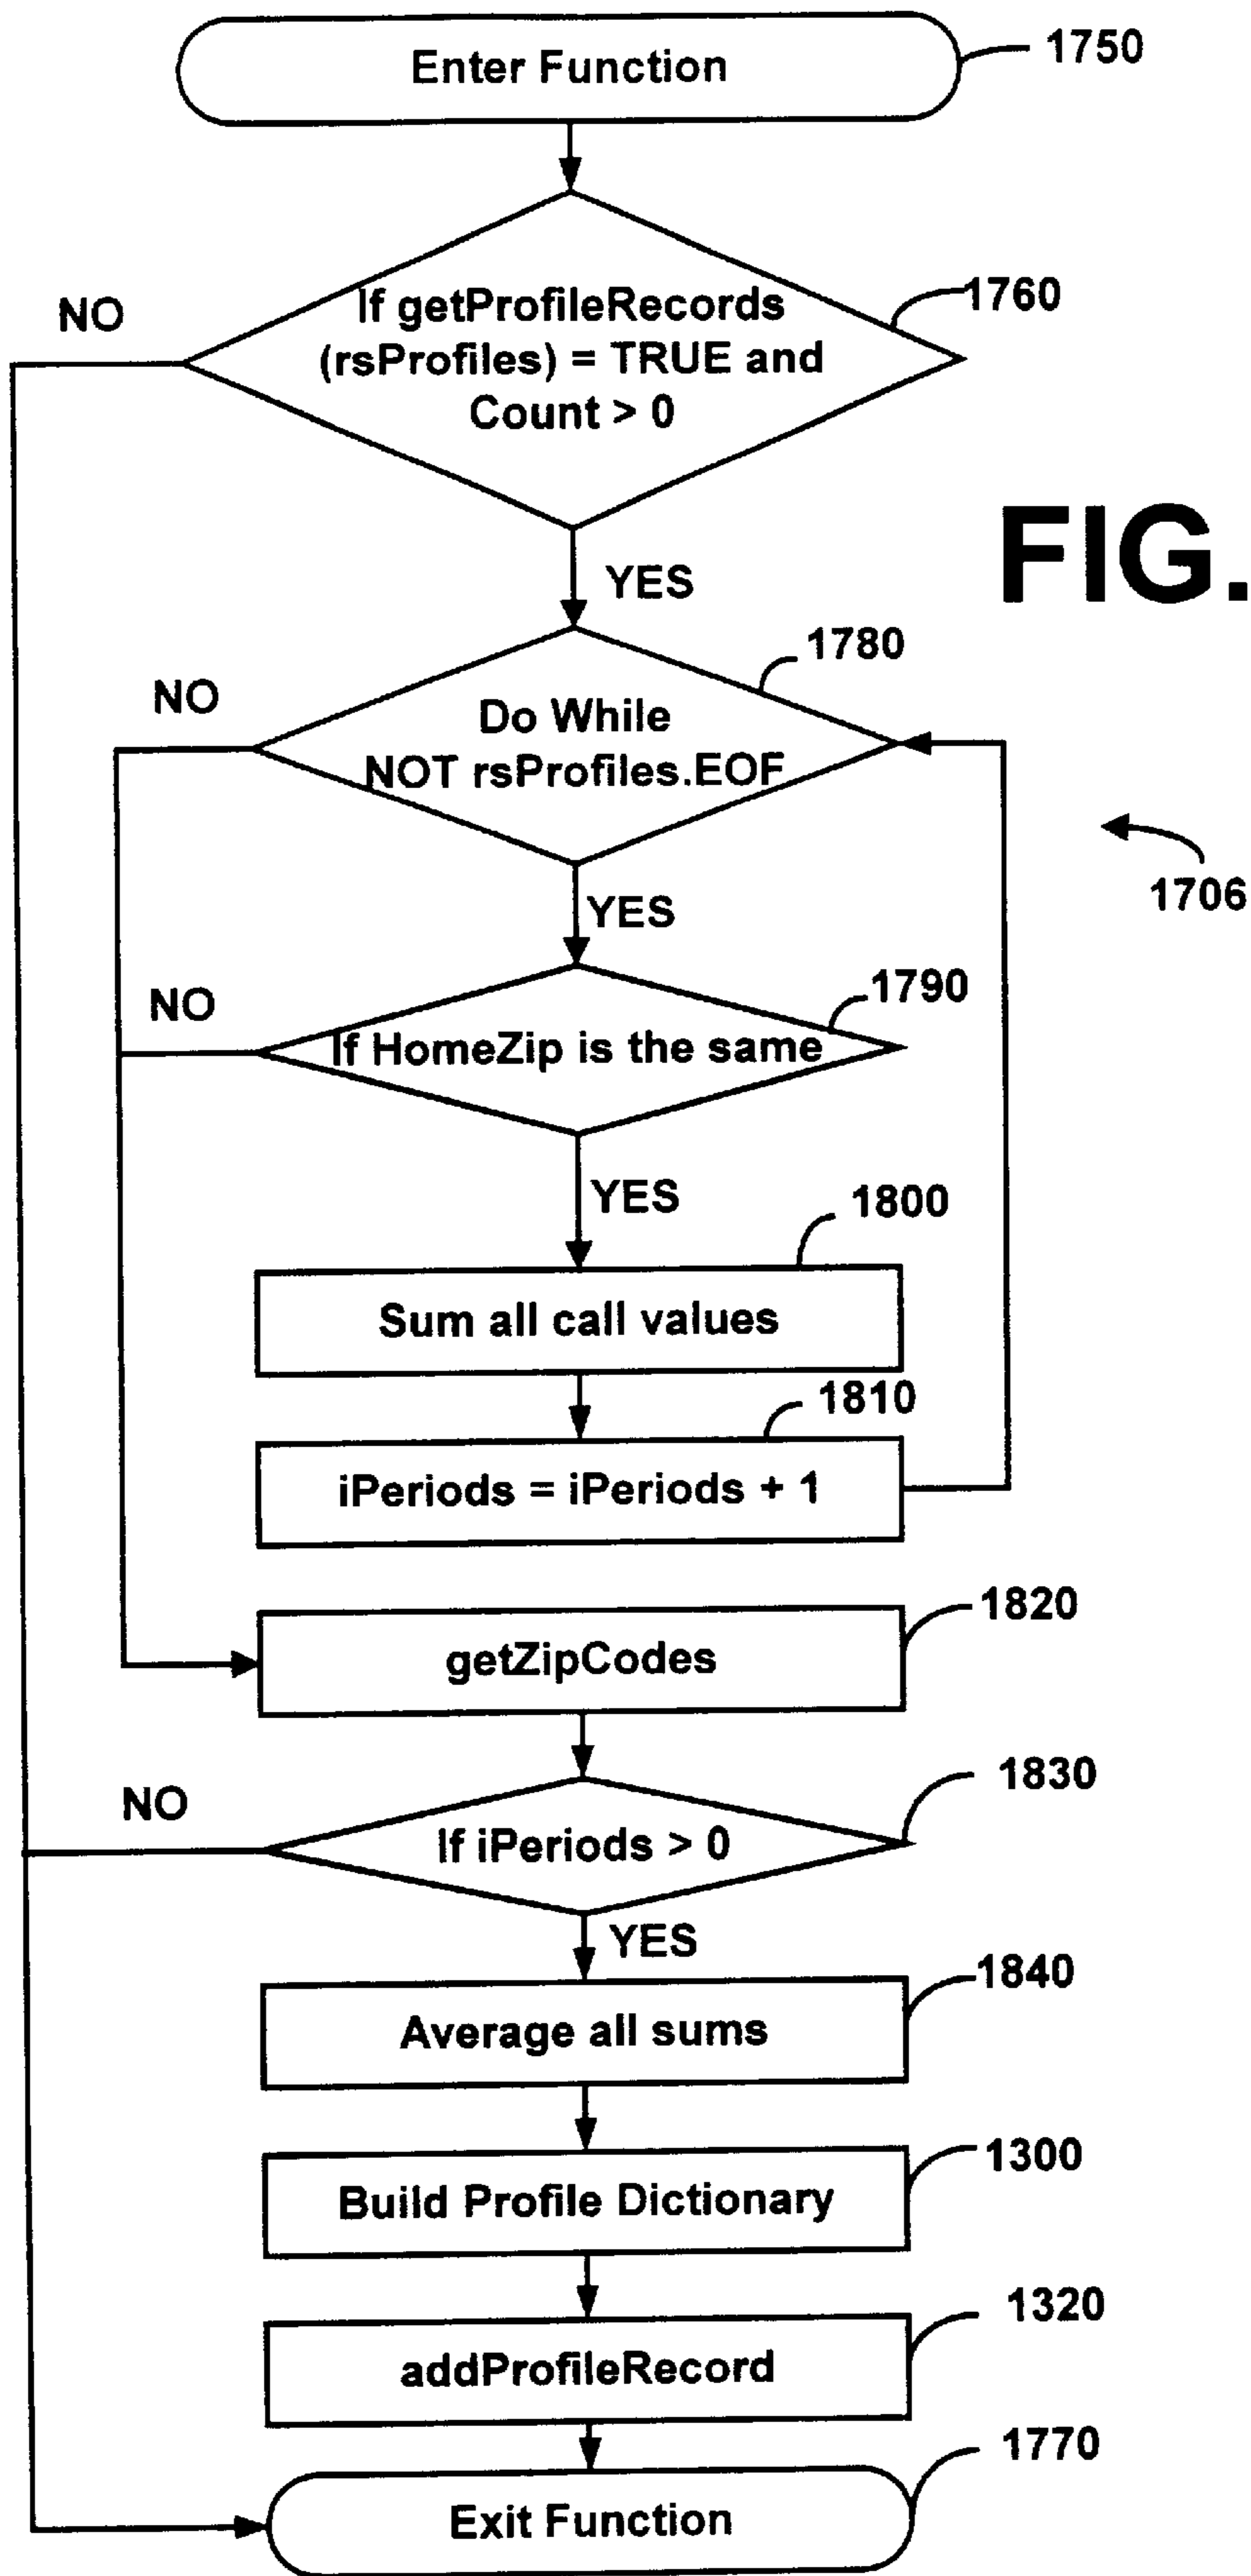 Enter Function
1750
If getProfileRecords
(rsProfiles) = TRUE and
Count > 0
1760
NO
FIG.
YES
Do While
NOT rsProfiles.EOF
1780
NO
1706
YES
If HomeZip is the same
1790
NO
YES
1800
Sum all call values
1810
iPeriods = iPeriods + 1
1820
getZipCodes
1830
NO
If iPeriods > 0
YES
1840
Average all sums
1300
Build Profile Dictionary
1320
addProfileRecord
1770
Exit Function